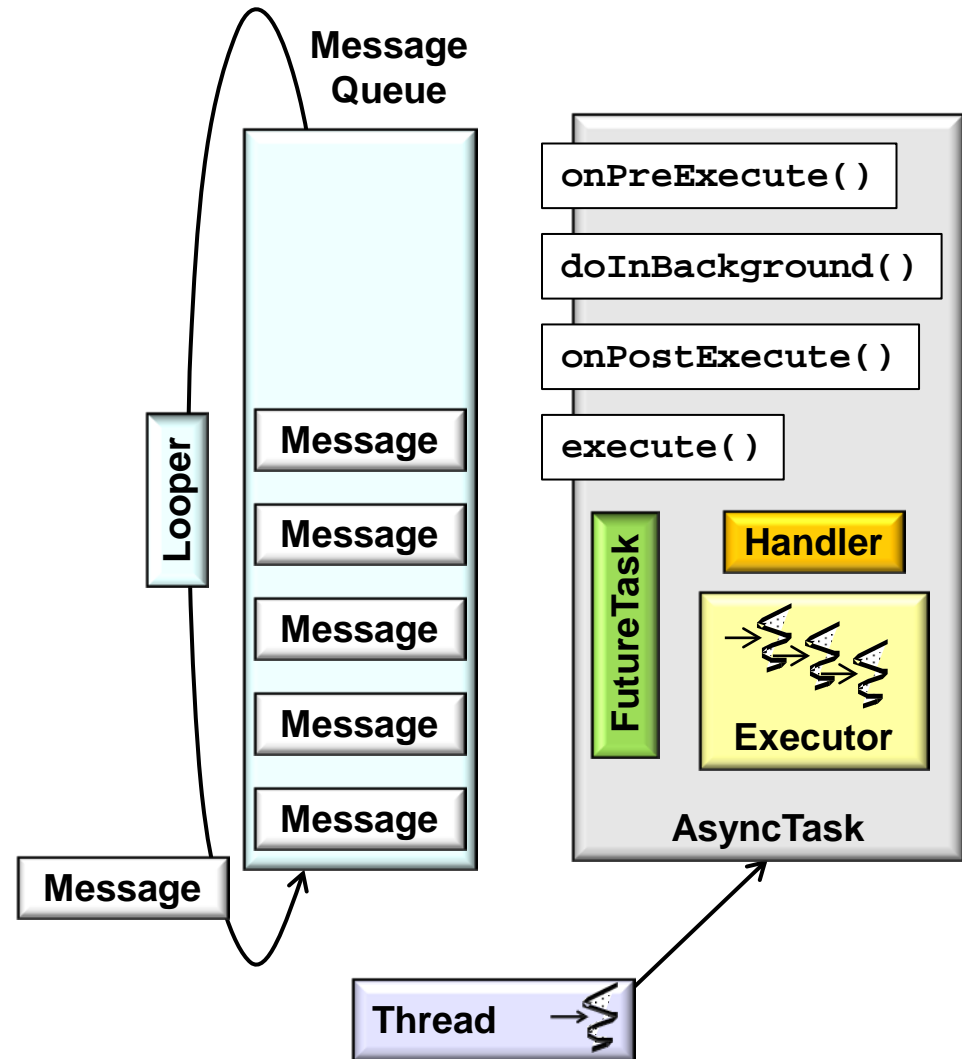 Message
Queue
onPreExecute()
doInBackground()
onPostExecute()
execute()
Looper
Message
Message
Message
Message
Message
Message
FutureTask
Handler
Executor
AsyncTask
Thread